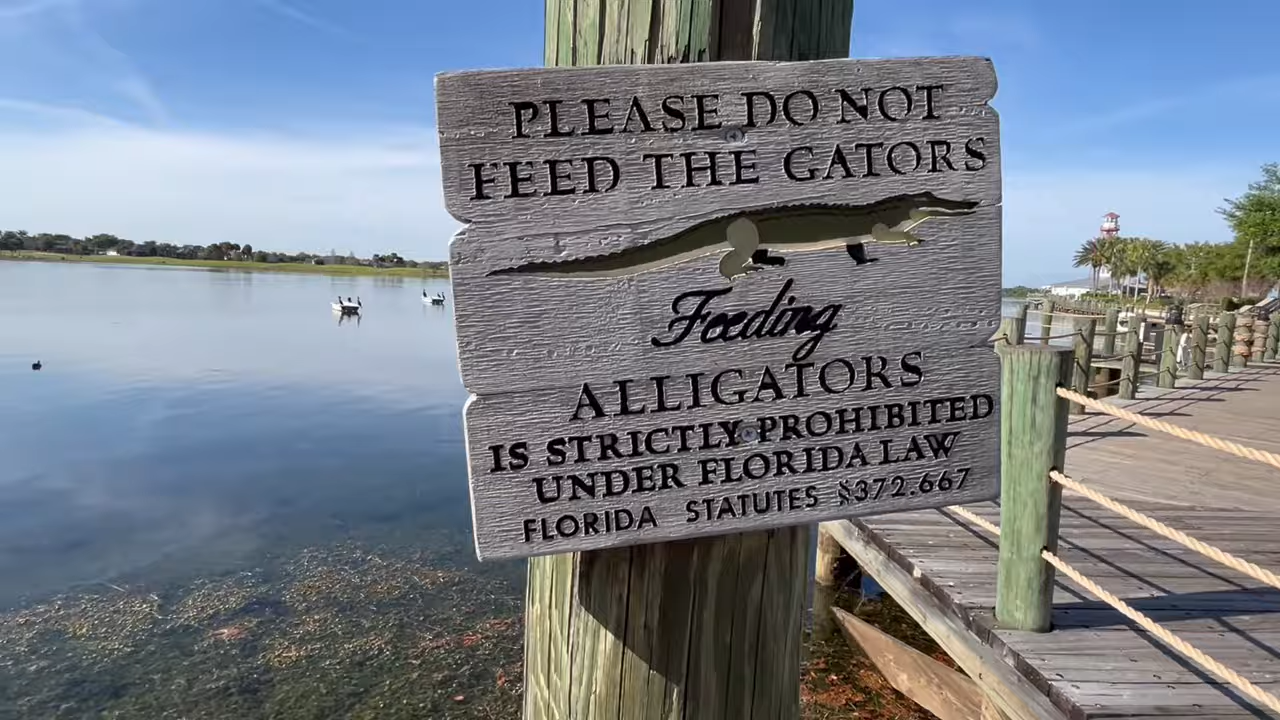 PLEASE DO NOT
FEED THE GATORS
Feeding
ALLIGATORS
IS STRICTLY PROHIBITED
UNDER FLORIDA LAW
FLORIDA STATUTES §372.667